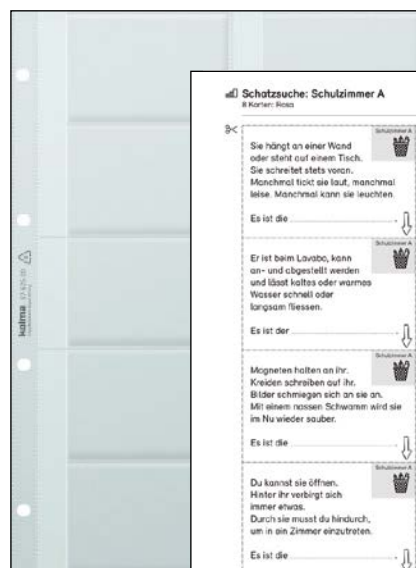 Schatzsuche: Schulzimmer A
8 Karten: Rosa
Schulzimmer A
Sie hängt an einer Wand
oder steht auf einem Tisch.
Sie schreitet stets voran.
Manchmal tickt sie laut, manchmal
leise. Manchmal kann sie leuchten.
Es ist die
Schulzimmer A
Er ist beim Lavabo, kann
an- und abgestellt werden
und lässt kaltes oder warmes
Wasser schnell oder
langsam fliessen.
Es ist der
Schulzimmer A
Magneten halten an ihr.
Kreiden schreiben auf ihr.
Bilder schmiegen sich an sie an.
Mit einem nassen Schwamm wird sie
im Nu wieder sauber.
Es ist die
Schulzimmer A
Du kannst sie öffnen.
Hinter ihr verbirgt sich
immer etwas.
Durch sie musst du hindurch,
um in ein Zimmer einzutreten.
Es ist die
kolma